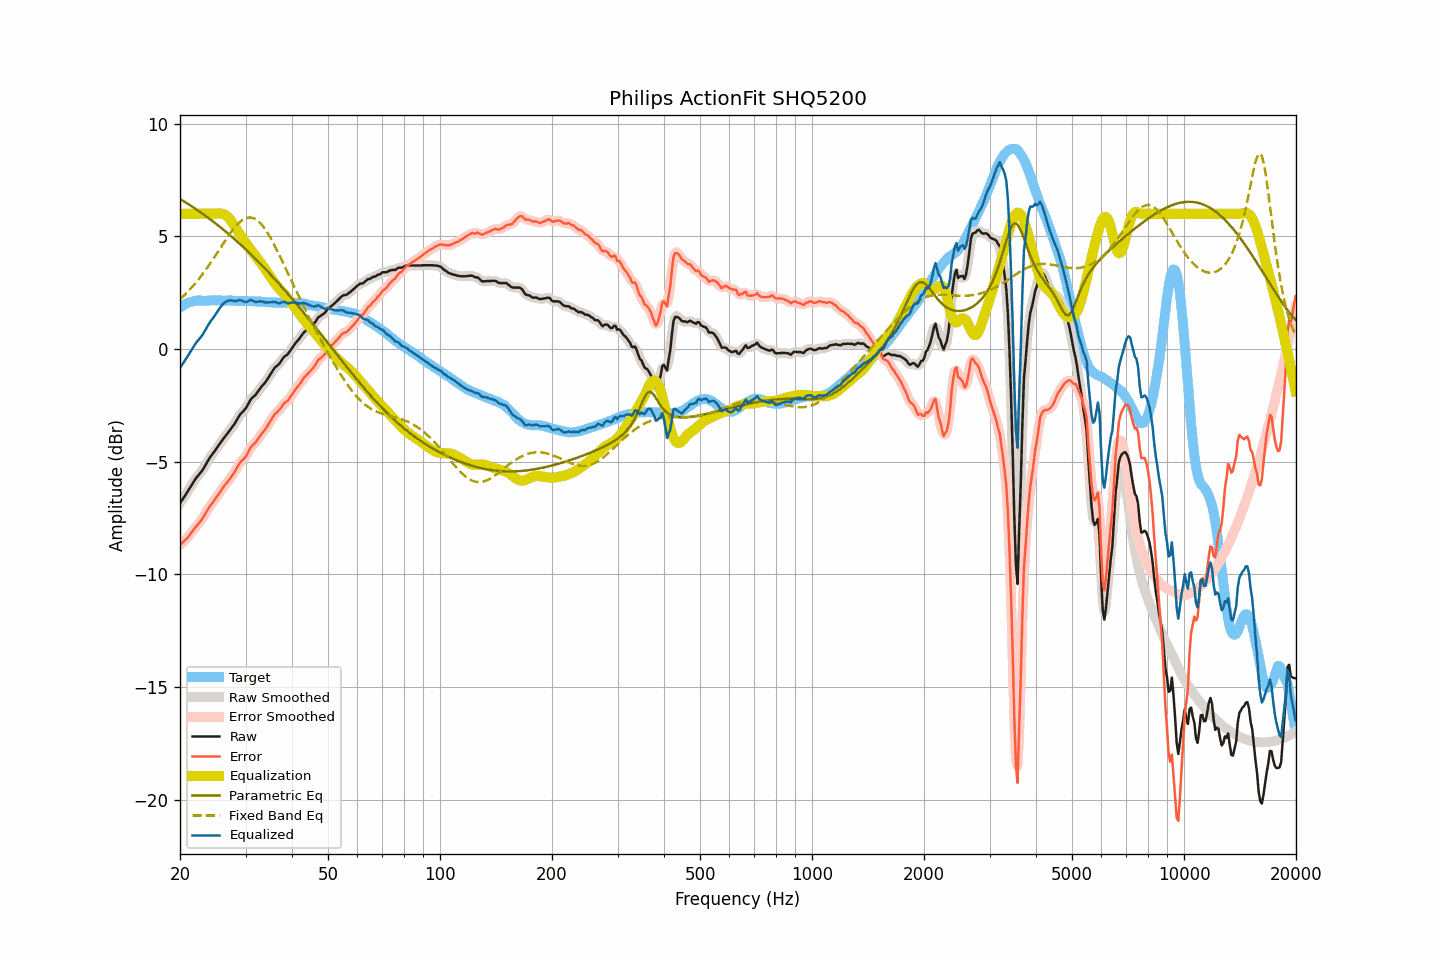 Philips ActionFit SHQ5200
10
5
0
−5
−10
−15
−20
Amplitude (dBr)
Target
Raw Smoothed
Error Smoothed
Raw
Error
Equalization
Parametric Eq
Fixed Band Eq
Equalized
20 50 100 200 500 1000 2000 5000 10000 20000
Frequency (Hz)